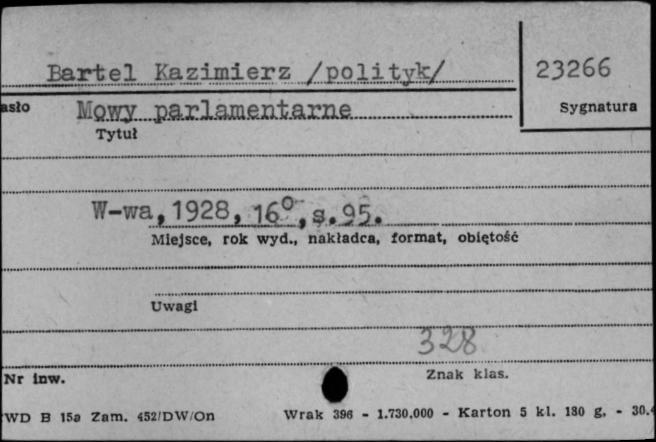 Bartel Kazimierz /polityk/
23266
asło
Mowy parlamentarne
Sygnatura
Tytuł
W-wa, 1928, 16°, s.95.
Miejsce, rok wyd., nakładca, format, objętość
Uwagi
328
Nr inw.
Znak klas.
WD B 15a Zam. 452/DW/On
Wrak 396 - 1.730.000 - Karton 5 kl. 180 g. - 30.4